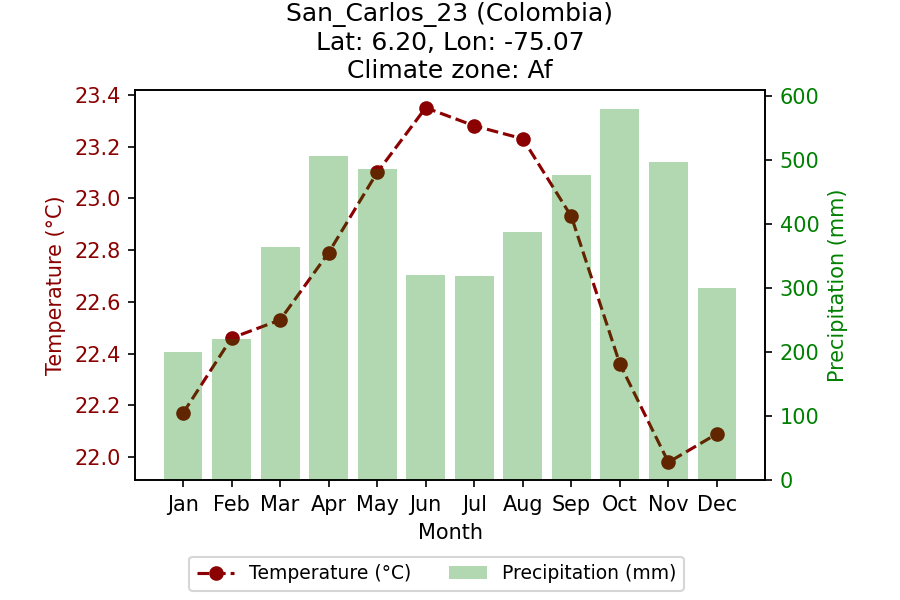 San_Carlos_23 (Colombia)
Lat: 6.20, Lon: -75.07
Climate zone: Af
23.4
23.2
23.0
22.8
22.6
22.4
22.2
22.0
Temperature (°C)
600
500
400
300
200
100
0
Precipitation (mm)
Jan Feb Mar Apr May Jun Jul Aug Sep Oct Nov Dec
Month
Temperature (°C) Precipitation (mm)